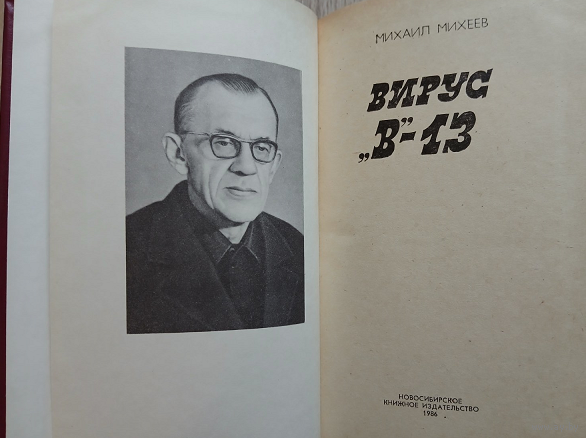 МИХАИЛ МИХЕЕВ
ВИРУС
„В"-13
НОВОСИБИРСКОЕ
КНИЖНОЕ ИЗДАТЕЛЬСТВО
1986